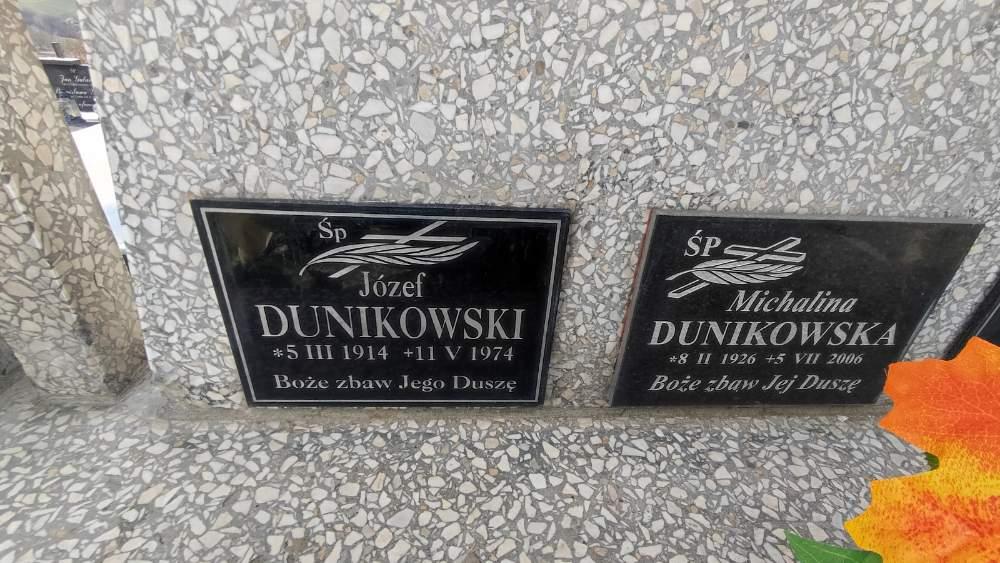 Śp
Józef
DUNIKOWSKI
*5 III 1914 +11 V 1974
Boże zbaw Jego Duszę
ŚP
Michalina
DUNIKOWSKA
*8 II 1926 +5 VII 2006
Boże zbaw Jej Duszę